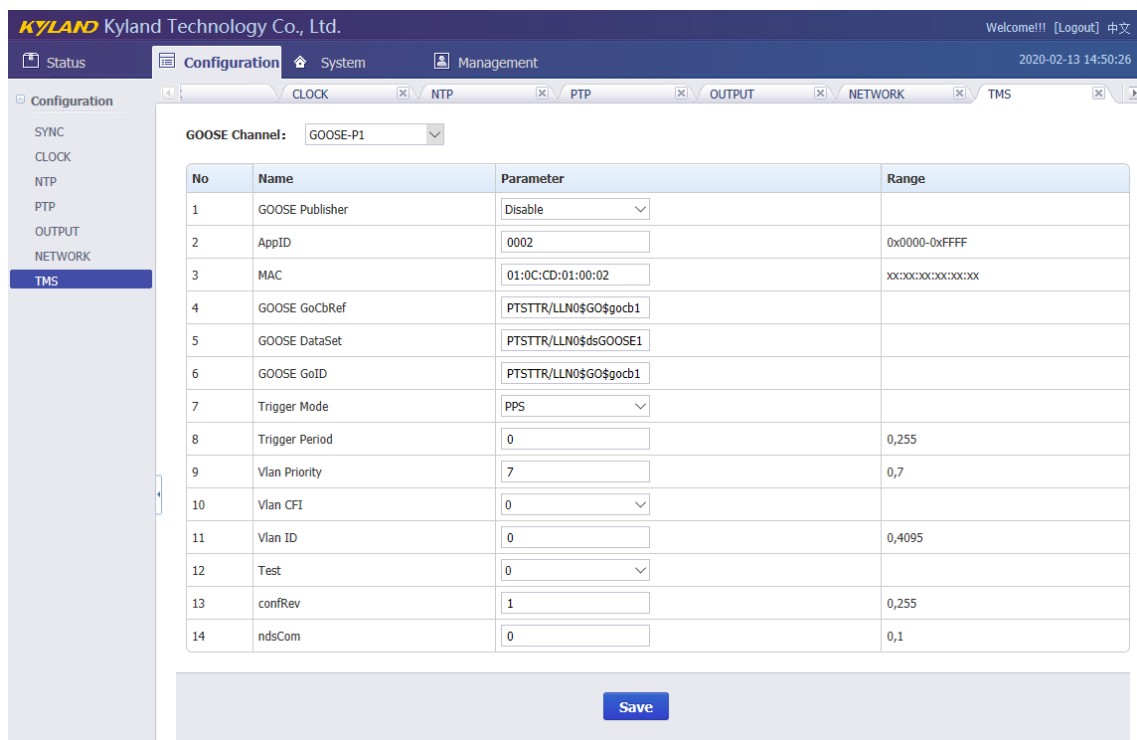 KYLAND Kyland Technology Co., Ltd.
Welcome!!! [Logout] 中文
Status Configuration System Management 2020-02-13 14:50:26
Configuration
SYNC
CLOCK
NTP
PTP
OUTPUT
NETWORK
TMS
CLOCK NTP PTP OUTPUT NETWORK TMS
GOOSE Channel: GOOSE-P1
No Name Parameter Range
1 GOOSE Publisher Disable
2 AppID 0002 0x0000-0xFFFF
3 MAC 01:0C:CD:01:00:02 xx:xx:xx:xx:xx:xx
4 GOOSE GoCbRef PTSTTR/LLN0$GO$gocb1
5 GOOSE DataSet PTSTTR/LLN0$dsGOOSE1
6 GOOSE GoID PTSTTR/LLN0$GO$gocb1
7 Trigger Mode PPS
8 Trigger Period 0 0,255
9 Vlan Priority 7 0,7
10 Vlan CFI 0
11 Vlan ID 0 0,4095
12 Test 0
13 confRev 1 0,255
14 ndsCom 0 0,1
Save